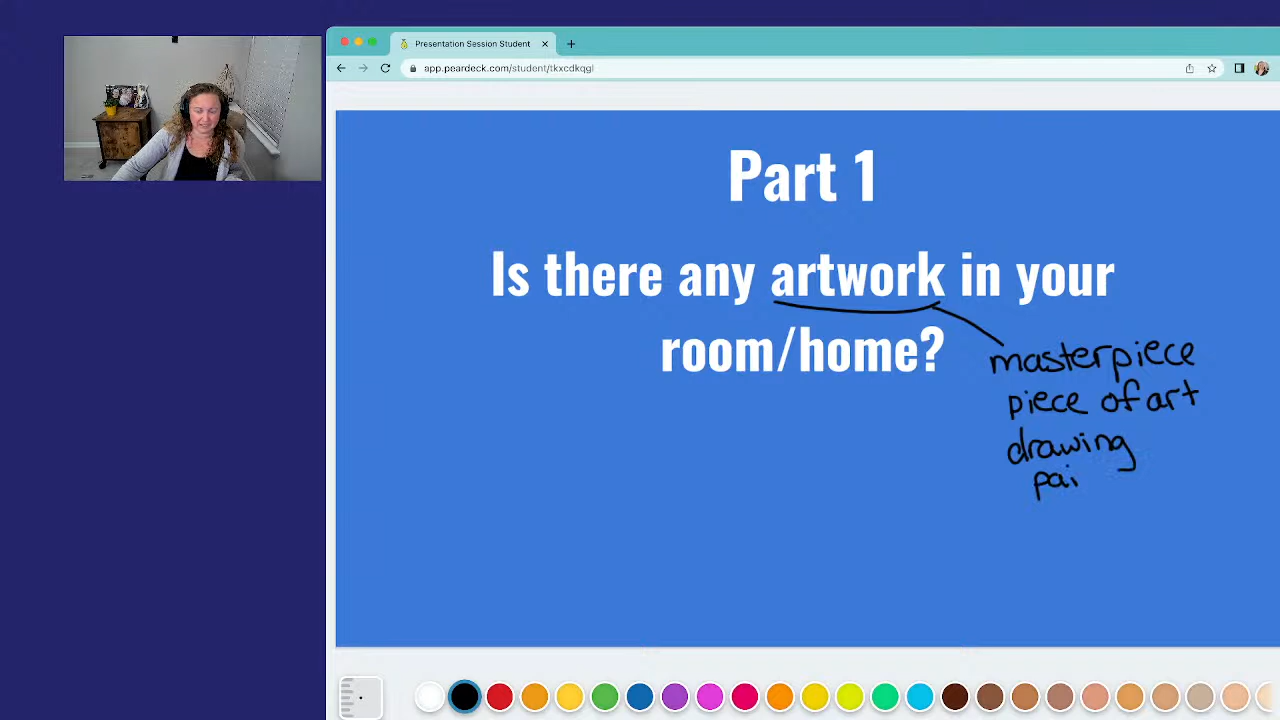 Presentation Session Student
app.peardeck.com/student/tkxcdkqgl
Part 1
Is there any artwork in your
room/home?
masterpiece
piece of art
drawing
pai